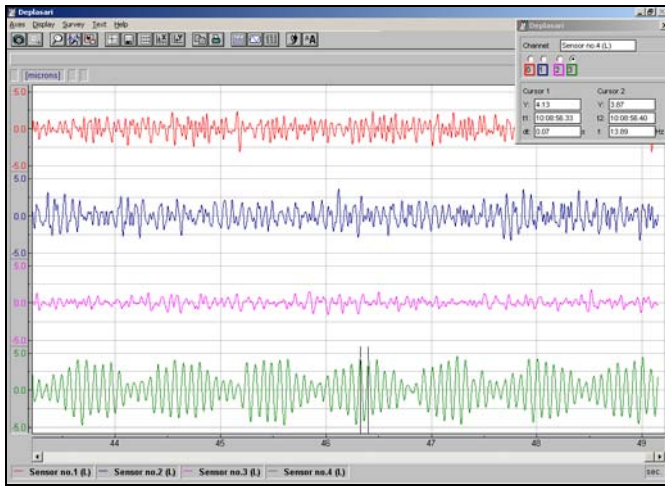 Deplasari
Axes Display Survey Text Help
Deplasari
Channel Sensor no.4 (L)
0 1 2 3
Cursor 1 Cursor 2
Y: 4.13 Y: 3.87
t1: 10:08:56.33 t2: 10:08:56.40
dt: 0.07 s f 13.89 Hz
[microns]
5.0
0.0
-5.0
5.0
0.0
-5.0
5.0
0.0
-5.0
5.0
0.0
-5.0
44 45 46 47 48 49
Sensor no.1 (L) Sensor no.2 (L) Sensor no.3 (L) Sensor no.4 (L) sec.